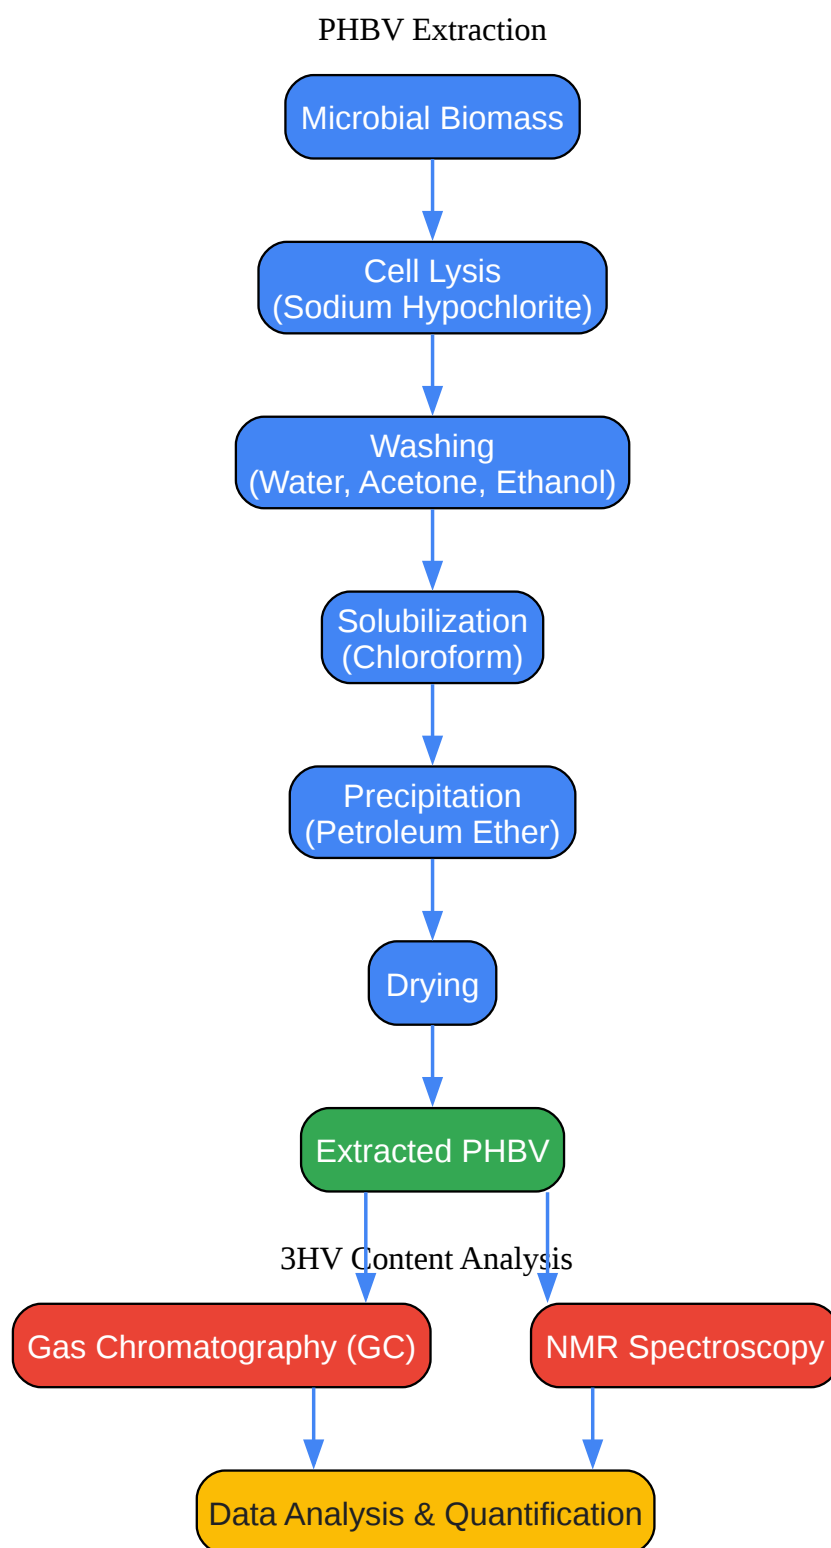 PHBV Extraction
Microbial Biomass
Cell Lysis
(Sodium Hypochlorite)
Washing
(Water, Acetone, Ethanol)
Solubilization
(Chloroform)
Precipitation
(Petroleum Ether)
Drying
Extracted PHBV
3HV Content Analysis
Gas Chromatography (GC)
NMR Spectroscopy
Data Analysis & Quantification